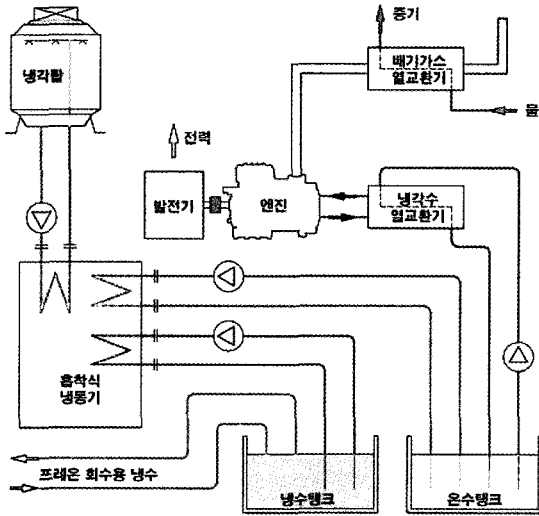 증기
냉각탑
배기가스
열교환기
물
전력
발전기
엔진
냉각수
열교환기
흡착식
냉동기
프레온 회수용 냉수
냉수탱크
온수탱크